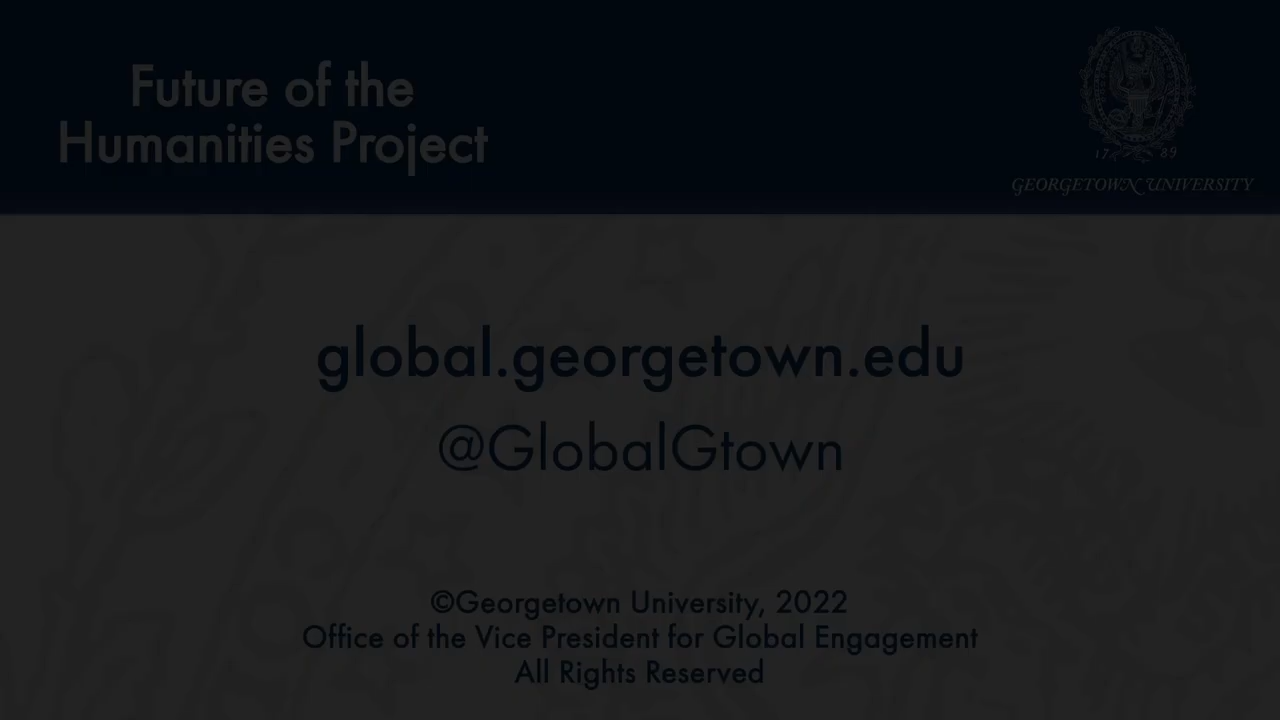 Future of the
Humanities Project
17 89
GEORGETOWN UNIVERSITY
global.georgetown.edu
@GlobalGtown
©Georgetown University, 2022
Office of the Vice President for Global Engagement
All Rights Reserved